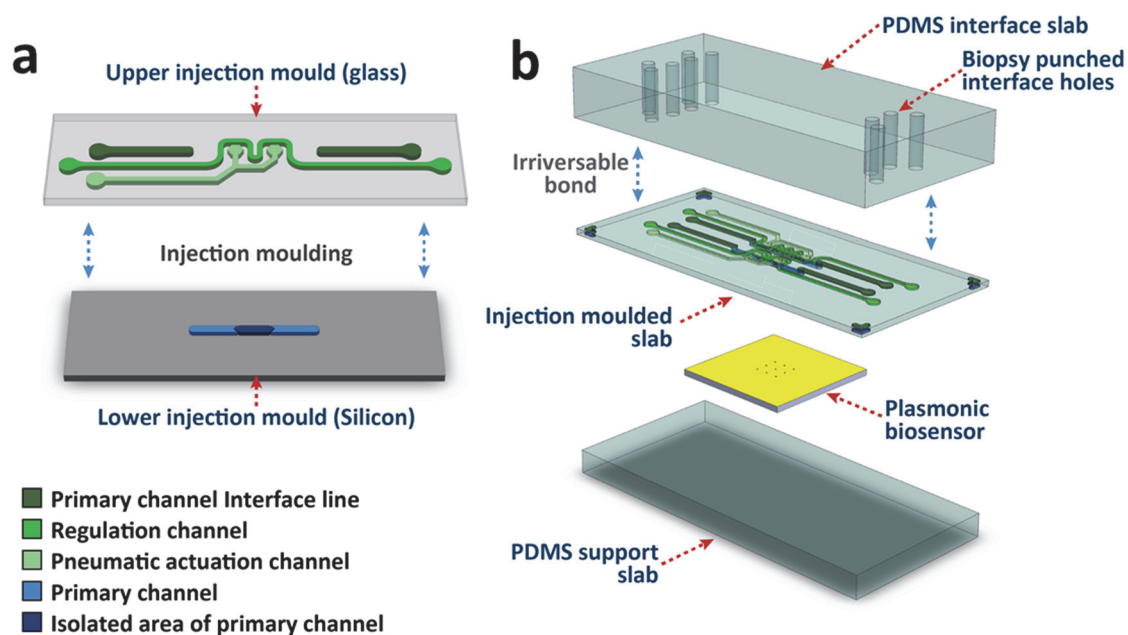 a
Upper injection mould (glass)
Injection moulding
Lower injection mould (Silicon)
Primary channel Interface line
Regulation channel
Pneumatic actuation channel
Primary channel
Isolated area of primary channel
b
PDMS interface slab
Biopsy punched
interface holes
Irriversable
bond
Injection moulded
slab
Plasmonic
biosensor
PDMS support
slab